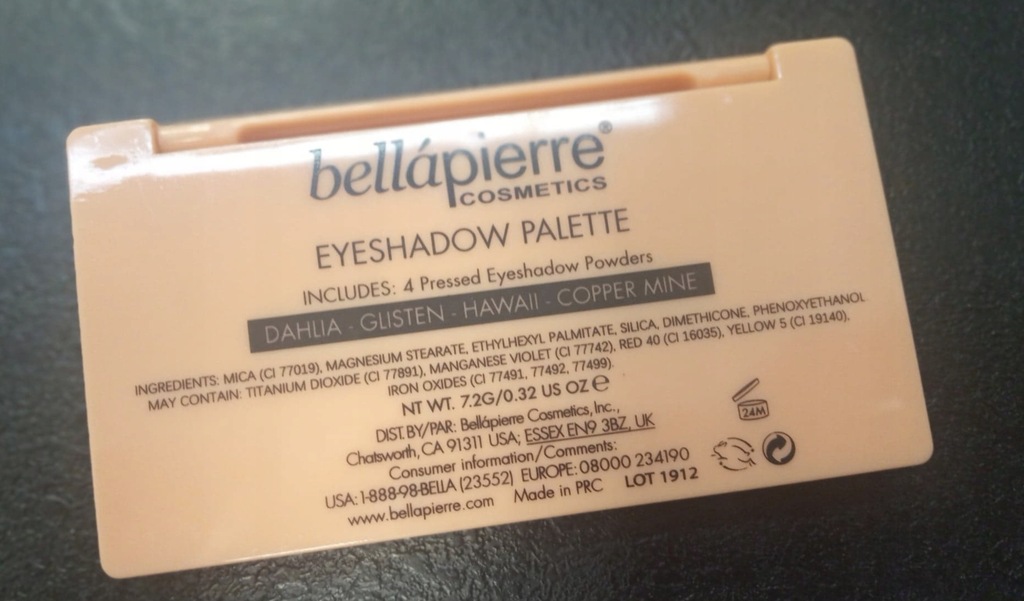 bellápierre®
COSMETICS
EYESHADOW PALETTE
INCLUDES: 4 Pressed Eyeshadow Powders
DAHLIA - GLISTEN - HAWAII - COPPER MINE
INGREDIENTS: MICA (CI 77019), MAGNESIUM STEARATE, ETHYLHEXYL PALMITATE, SILICA, DIMETHICONE, PHENOXYETHANOL
MAY CONTAIN: TITANIUM DIOXIDE (CI 77891), MANGANESE VIOLET (CI 77742), RED 40 (CI 16035), YELLOW 5 (CI 19140),
IRON OXIDES (CI 77491, 77492, 77499).
NT WT. 7.2G/0.32 US OZ ℮
DIST. BY/PAR: Bellápierre Cosmetics, Inc.,
Chatsworth, CA 91311 USA; ESSEX EN9 3BZ, UK
Consumer information/Comments:
USA: 1-888-98-BELLA (23552) EUROPE: 08000 234190
www.bellapierre.com Made in PRC LOT 1912
24M